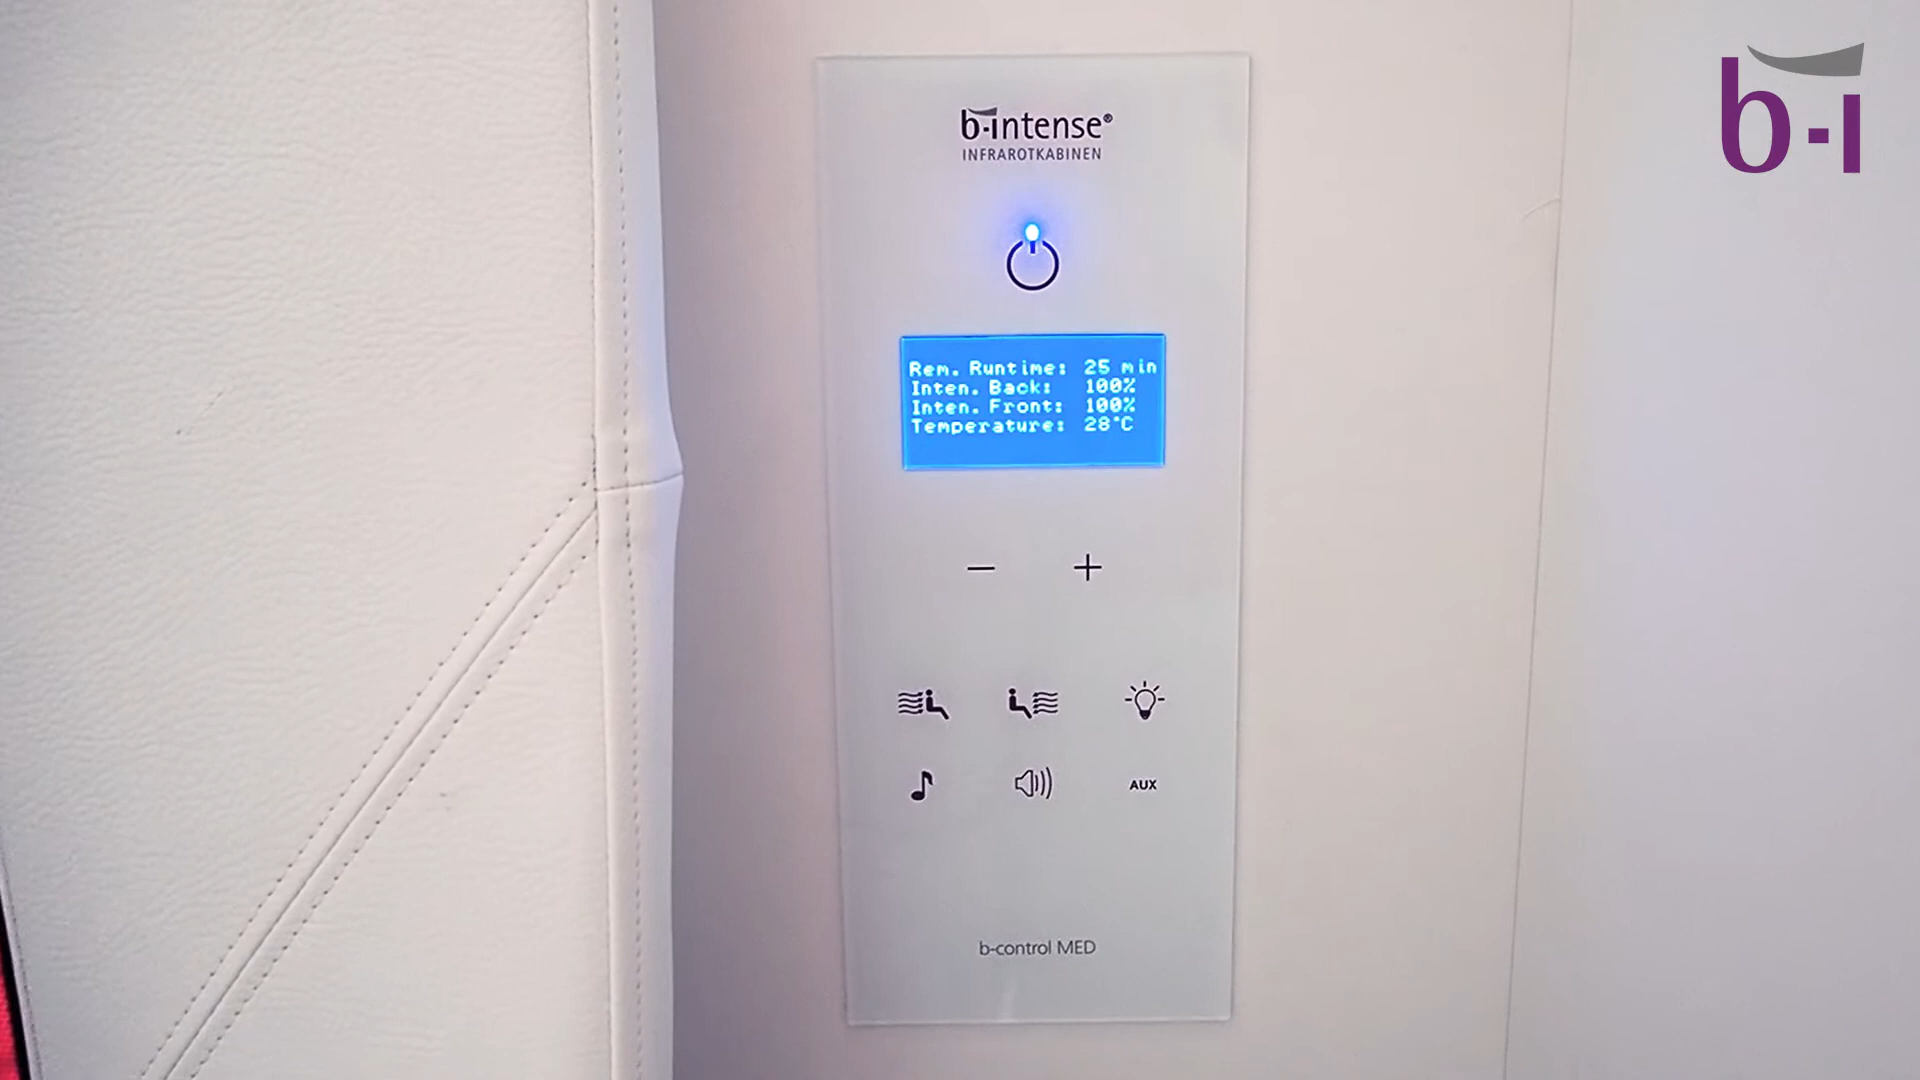 b-intense®
INFRAROTKABINEN
b-i
Rem. Runtime: 25 min
Inten. Back: 100%
Inten. Front: 100%
Temperature: 28°C
− +
AUX
b-control MED